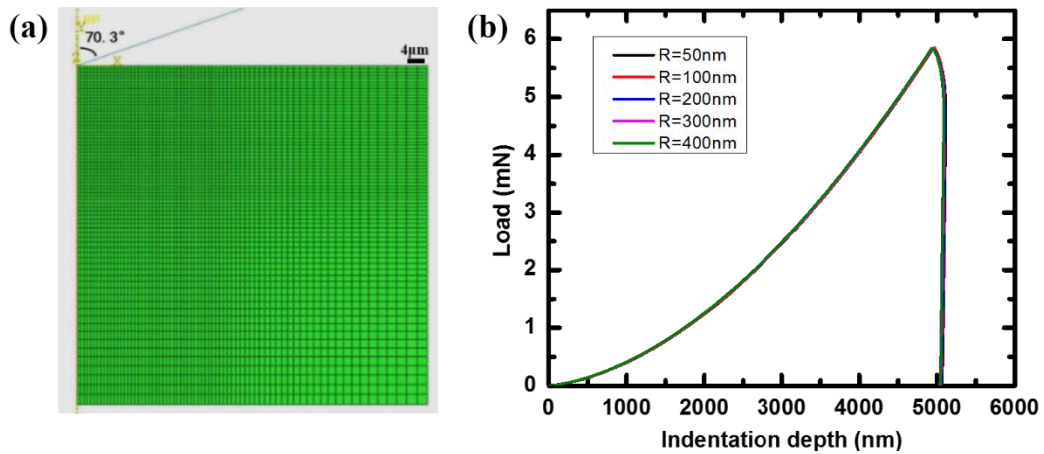 (a)
RP
Y
70.3°
Z
X
4μm
(b)
6
5
4
3
2
1
0
Load (mN)
R=50nm
R=100nm
R=200nm
R=300nm
R=400nm
0 1000 2000 3000 4000 5000 6000
Indentation depth (nm)